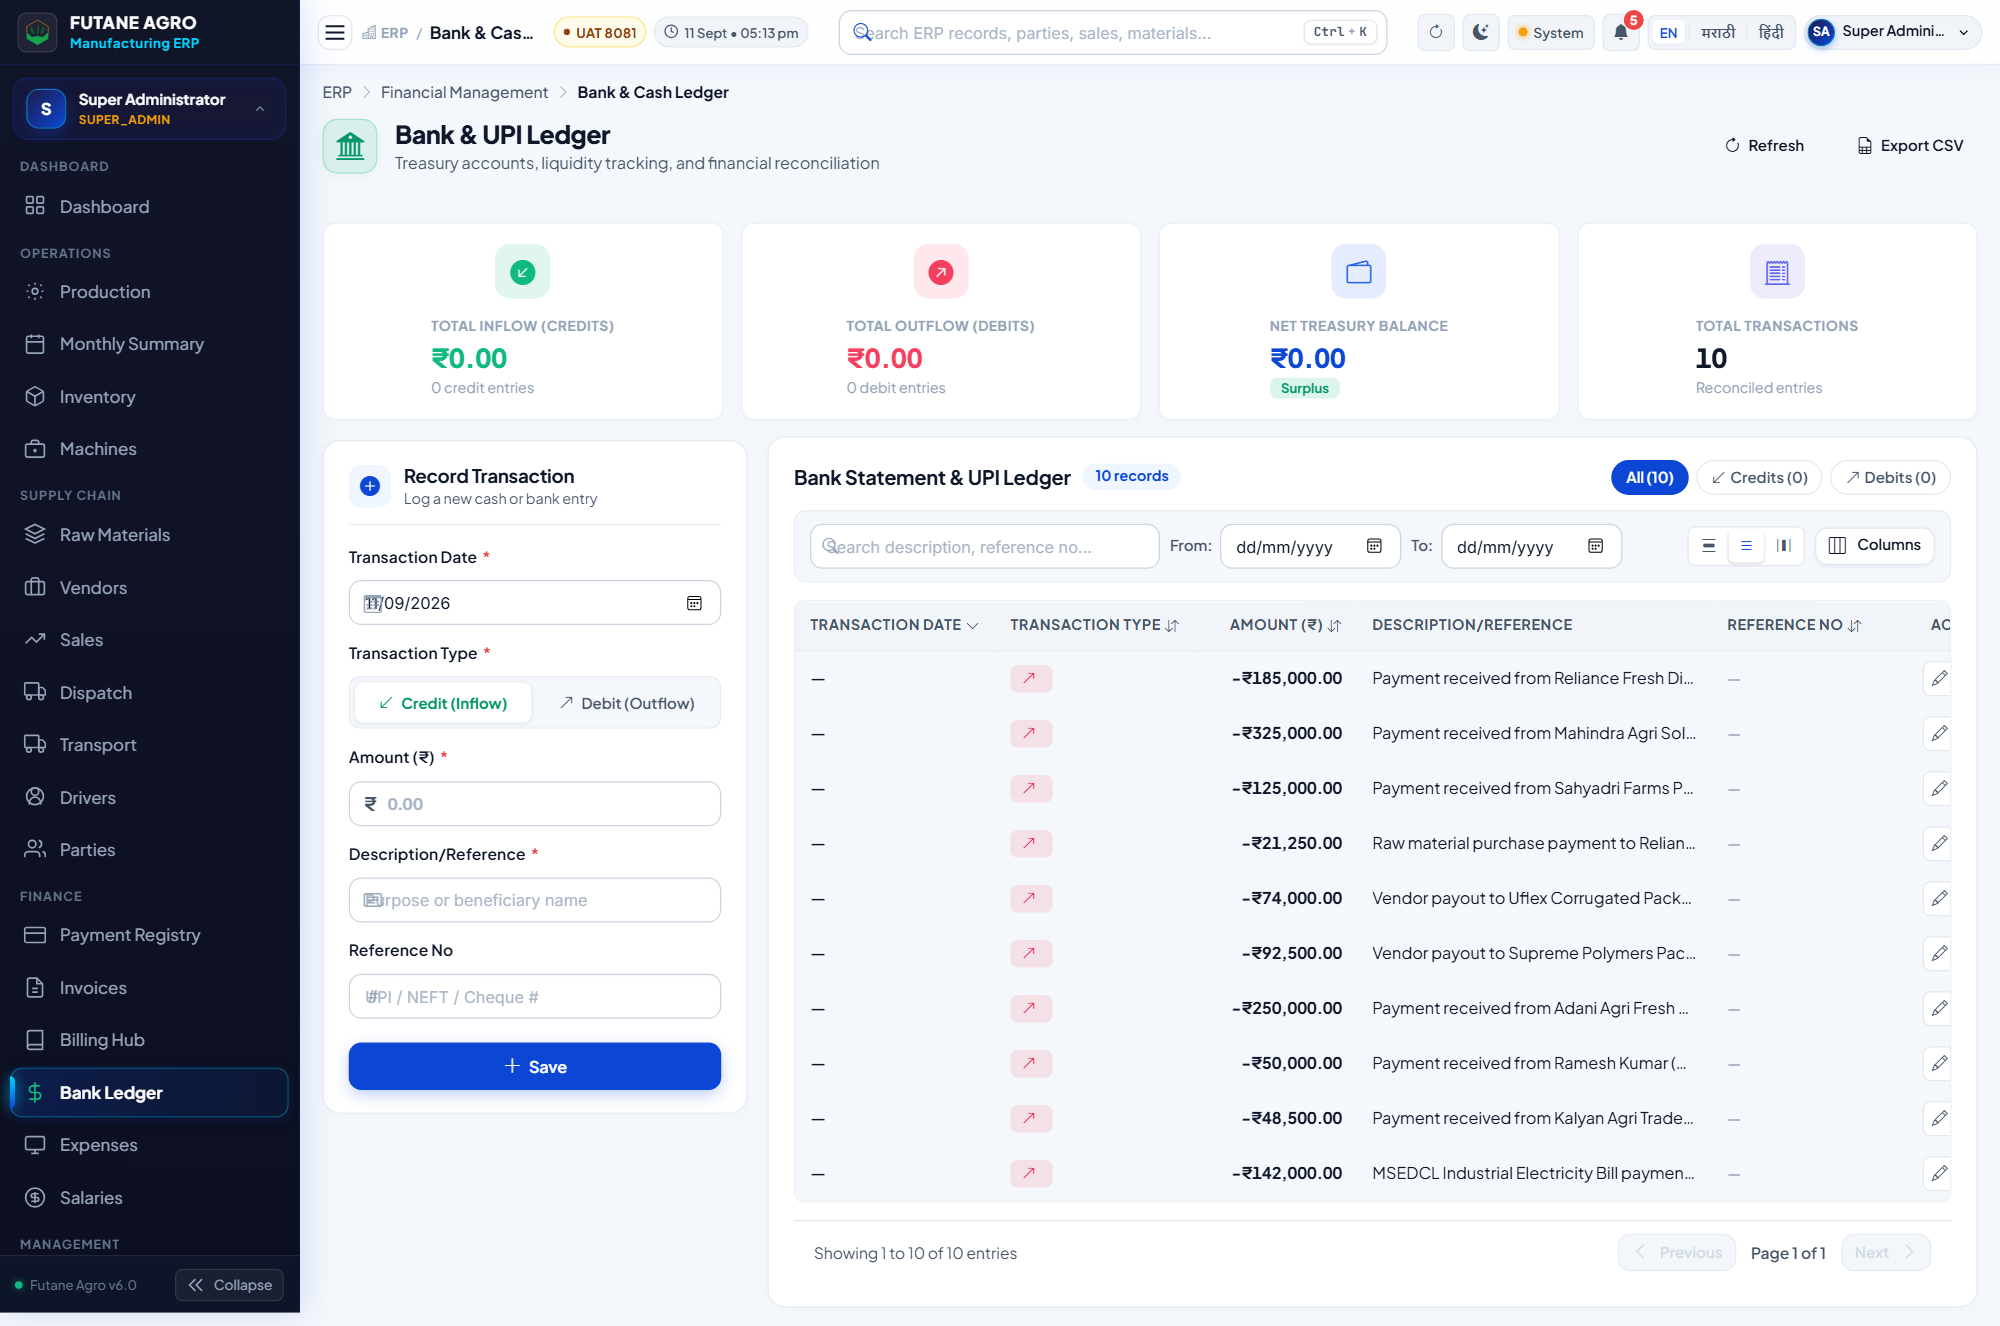 FUTANE AGRO
Manufacturing ERP
S
Super Administrator
SUPER_ADMIN
DASHBOARD
Dashboard
OPERATIONS
Production
Monthly Summary
Inventory
Machines
SUPPLY CHAIN
Raw Materials
Vendors
Sales
Dispatch
Transport
Drivers
Parties
FINANCE
Payment Registry
Invoices
Billing Hub
Bank Ledger
Expenses
Salaries
MANAGEMENT
Futane Agro v6.0
Collapse
ERP / Bank & Cas...
UAT 8081
11 Sept • 05:13 pm
Search ERP records, parties, sales, materials...
Ctrl + K
System
5
EN
मराठी
हिंदी
SA
Super Admini...
ERP > Financial Management > Bank & Cash Ledger
Bank & UPI Ledger
Treasury accounts, liquidity tracking, and financial reconciliation
Refresh
Export CSV
TOTAL INFLOW (CREDITS)
₹0.00
0 credit entries
TOTAL OUTFLOW (DEBITS)
₹0.00
0 debit entries
NET TREASURY BALANCE
₹0.00
Surplus
TOTAL TRANSACTIONS
10
Reconciled entries
Record Transaction
Log a new cash or bank entry
Transaction Date *
11/09/2026
Transaction Type *
Credit (Inflow)
Debit (Outflow)
Amount (₹) *
₹ 0.00
Description/Reference *
Purpose or beneficiary name
Reference No
UPI / NEFT / Cheque #
+ Save
Bank Statement & UPI Ledger
10 records
All (10)
Credits (0)
Debits (0)
Search description, reference no...
From:
dd/mm/yyyy
To:
dd/mm/yyyy
Columns
TRANSACTION DATE TRANSACTION TYPE AMOUNT (₹) DESCRIPTION/REFERENCE REFERENCE NO AC
— -₹185,000.00 Payment received from Reliance Fresh Di... —
— -₹325,000.00 Payment received from Mahindra Agri Sol... —
— -₹125,000.00 Payment received from Sahyadri Farms P... —
— -₹21,250.00 Raw material purchase payment to Relian... —
— -₹74,000.00 Vendor payout to Uflex Corrugated Pack... —
— -₹92,500.00 Vendor payout to Supreme Polymers Pac... —
— -₹250,000.00 Payment received from Adani Agri Fresh ... —
— -₹50,000.00 Payment received from Ramesh Kumar (... —
— -₹48,500.00 Payment received from Kalyan Agri Trade... —
— -₹142,000.00 MSEDCL Industrial Electricity Bill paymen... —
Showing 1 to 10 of 10 entries
Previous
Page 1 of 1
Next